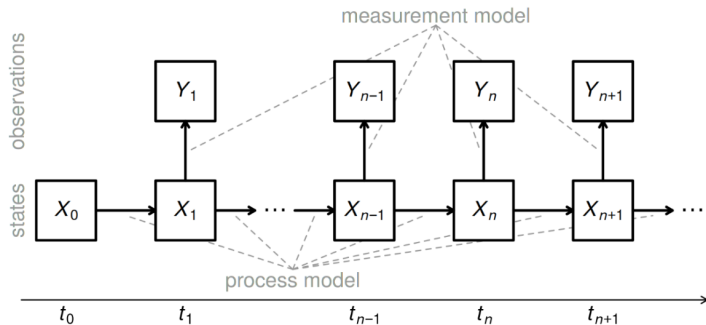 measurement model
observations
Y₁ Yₙ₋₁ Yₙ Yₙ₊₁
states
X₀ X₁ ⋯ Xₙ₋₁ Xₙ Xₙ₊₁ ⋯
process model
t₀ t₁ tₙ₋₁ tₙ tₙ₊₁